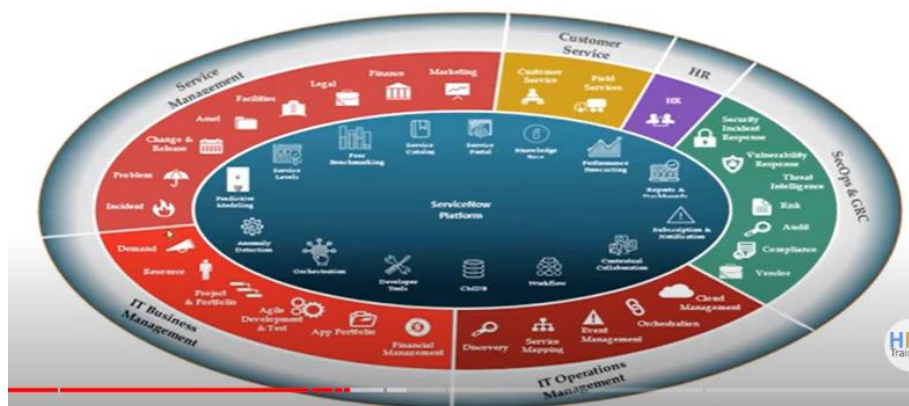 Customer
Service
HR
Service
Management
SecOps & GRC
IT Business
Management
IT Operations
Management
Incident
Problem
Change &
Release
Asset
Facilities
Legal
Finance
Marketing
Customer
Service
Field
Services
HR
Security
Incident
Response
Vulnerability
Response
Threat
Intelligence
Risk
Audit
Compliance
Vendor
Cloud
Management
Orchestration
Event
Management
Service
Mapping
Discovery
Financial
Management
App Portfolio
Agile
Development
& Test
Project
& Portfolio
Resource
Demand
Predictive
Modeling
Service
Levels
Peer
Benchmarking
Service
Catalog
Service
Portal
Knowledge
Base
Performance
Forecasting
Reports &
Dashboards
Subscription &
Notification
Contextual
Collaboration
Workflow
CMDB
Developer
Tools
Orchestration
Anomaly
Detection
ServiceNow
Platform
Train